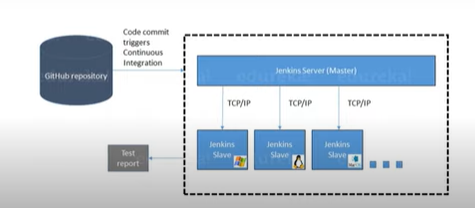 Code commit
triggers
Continuous
Integration
GitHub repository
Jenkins Server (Master)
edureka!
TCP/IP
TCP/IP
TCP/IP
Jenkins
Slave
Jenkins
Slave
Jenkins
Slave
Test
report